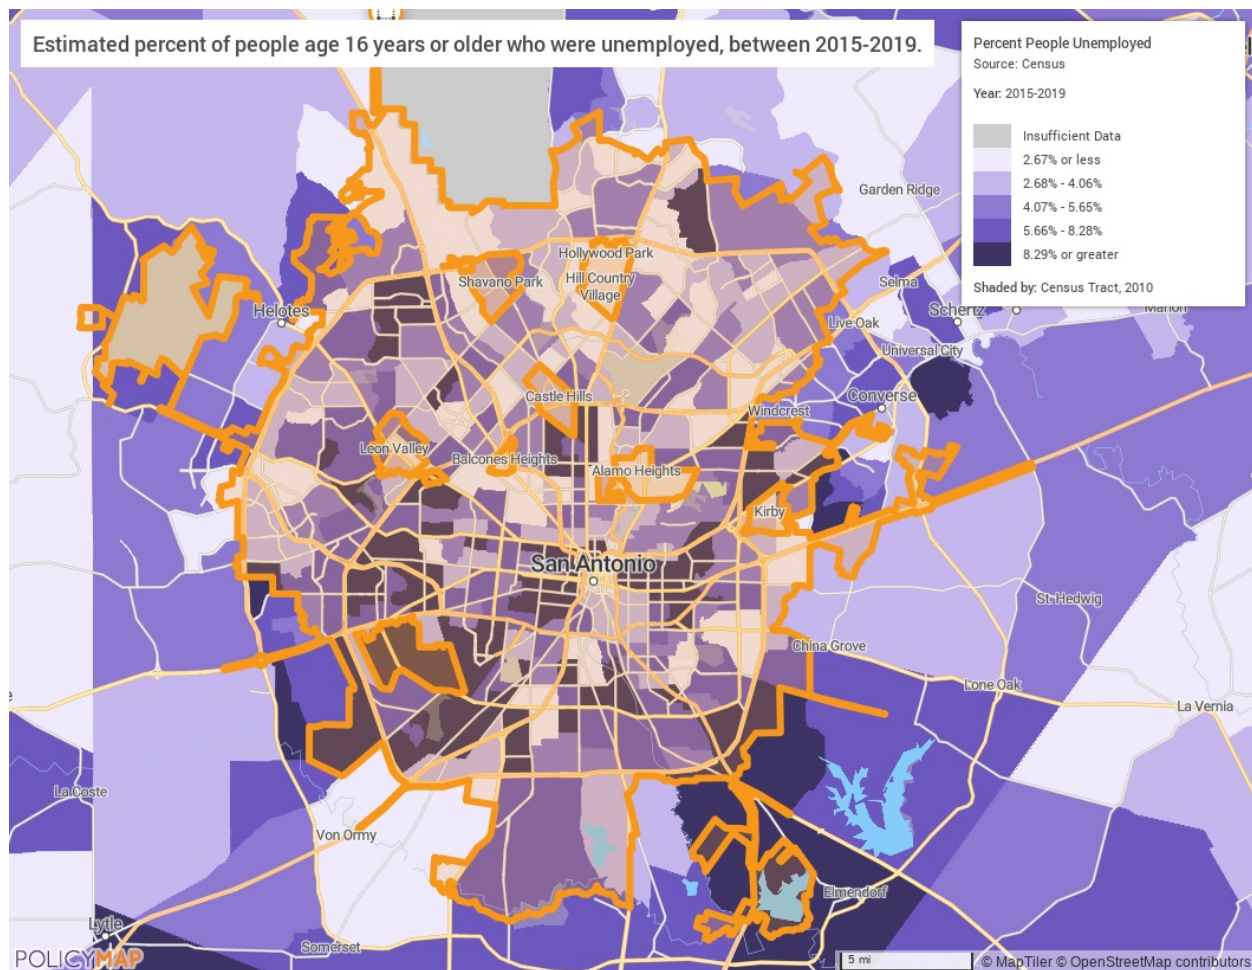 Estimated percent of people age 16 years or older who were unemployed, between 2015-2019.
Percent People Unemployed
Source: Census
Year: 2015-2019
Insufficient Data
2.67% or less
2.68% - 4.06%
4.07% - 5.65%
5.66% - 8.28%
8.29% or greater
Shaded by: Census Tract, 2010
Garden Ridge
Hollywood Park
Shavano Park
Hill Country
Village
Selma
Helotes
Schertz
Marion
Live Oak
Universal City
Castle Hills
Converse
Windcrest
Leon Valley
Balcones Heights
Alamo Heights
Kirby
San Antonio
St. Hedwig
China Grove
Lone Oak
La Vernia
La Coste
Von Ormy
Elmendorf
Lytle
Somerset
POLICYMAP
5 mi
© MapTiler © OpenStreetMap contributors